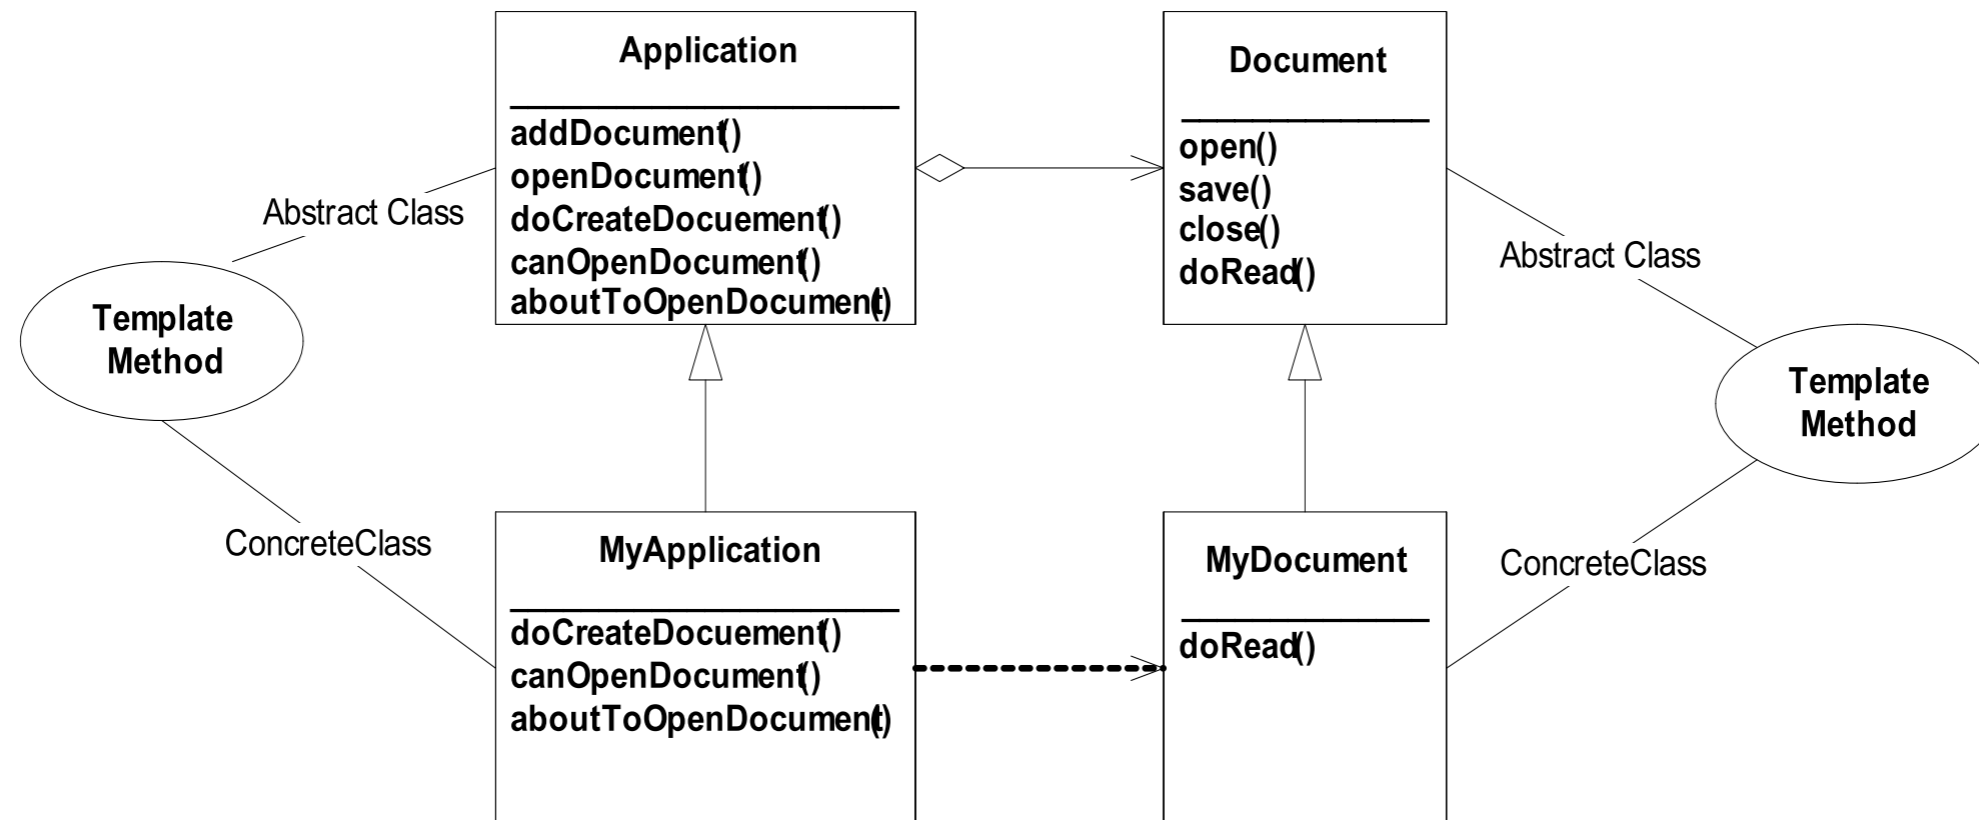 Application
addDocument()
openDocument()
doCreateDocuement()
canOpenDocument()
aboutToOpenDocument()
Document
open()
save()
close()
doRead()
Abstract Class
Abstract Class
Template
Method
Template
Method
ConcreteClass
ConcreteClass
MyApplication
doCreateDocuement()
canOpenDocument()
aboutToOpenDocument()
MyDocument
doRead()